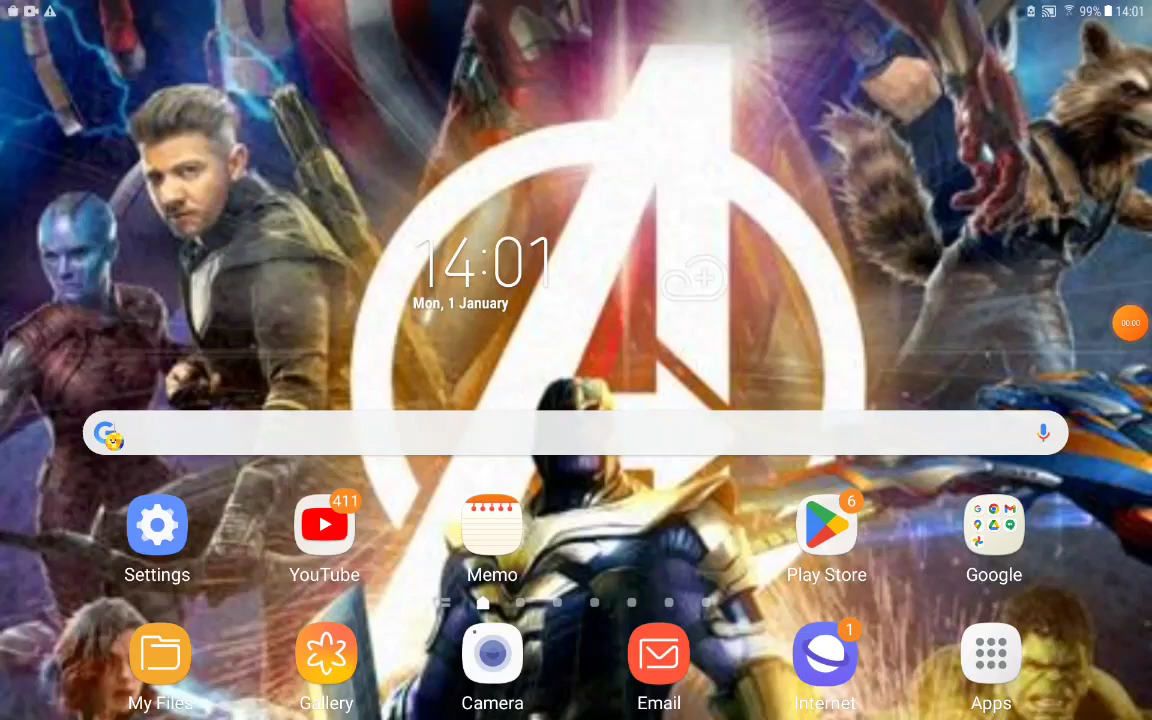 99% 14:01
14:01
Mon, 1 January
00:00
411
6
Settings
YouTube
Memo
Play Store
Google
1
My Files
Gallery
Camera
Email
Internet
Apps